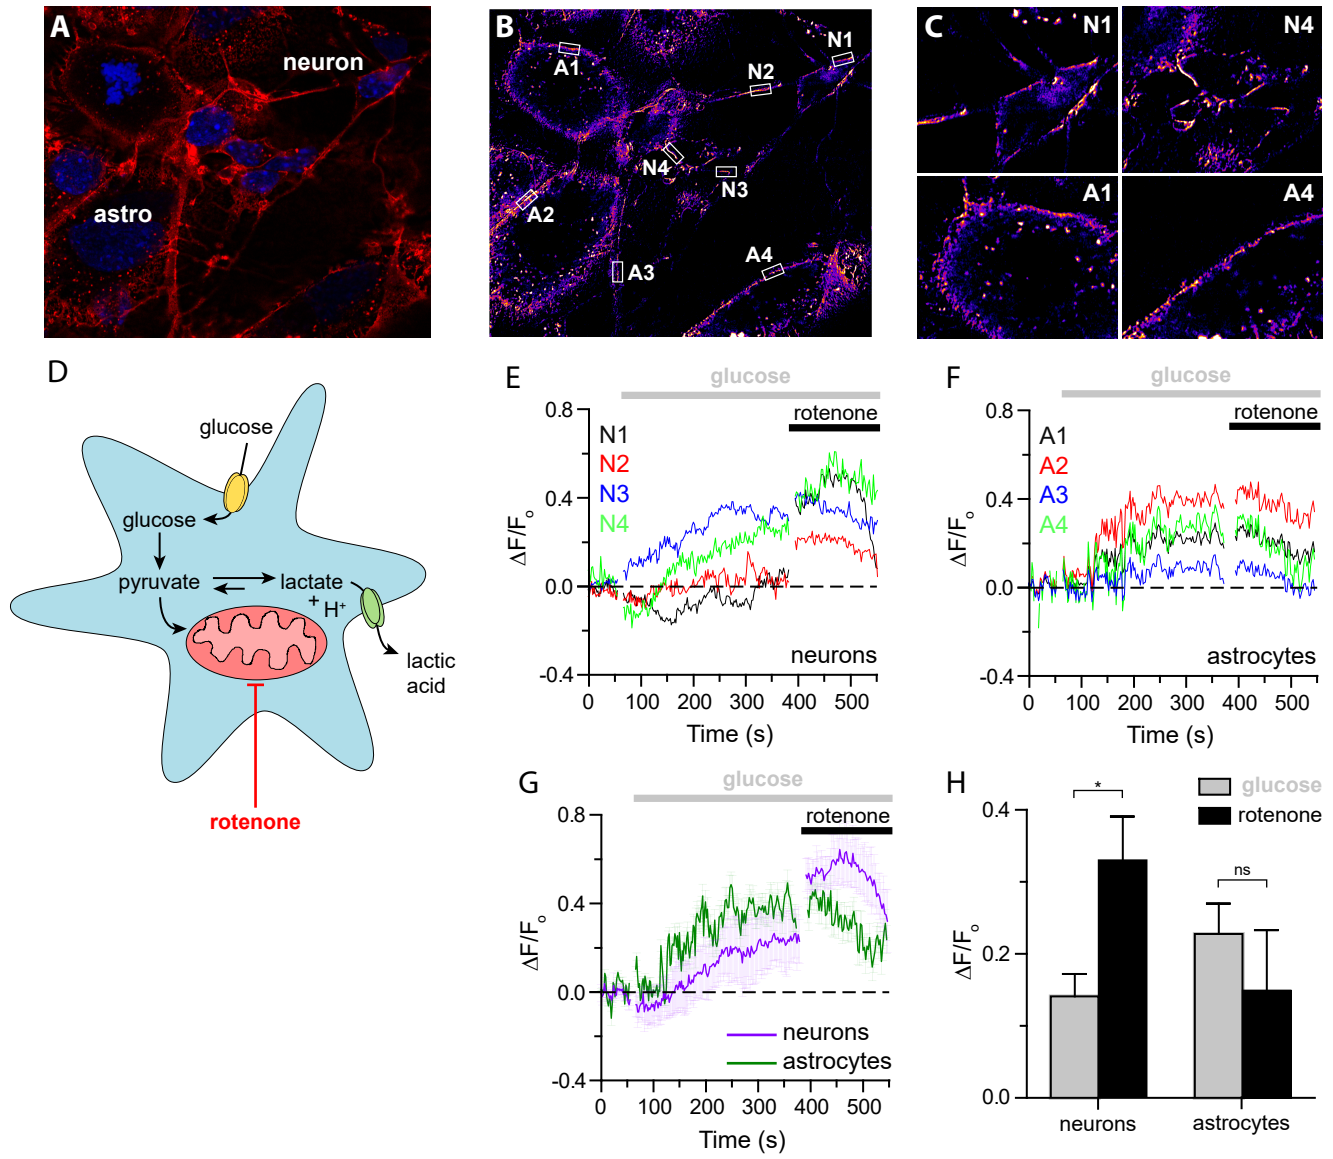 A
neuron
astro
B
A1
N1
N2
N4
N3
A2
A3
A4
C
N1
N4
A1
A4
D
glucose
glucose
pyruvate
lactate
+ H+
lactic
acid
rotenone
E
glucose
rotenone
N1
N2
N3
N4
0.8
0.4
0.0
-0.4
ΔF/Fo
neurons
0 100 200 300 400 500
Time (s)
F
glucose
rotenone
A1
A2
A3
A4
0.8
0.4
0.0
-0.4
ΔF/Fo
astrocytes
0 100 200 300 400 500
Time (s)
G
glucose
rotenone
0.8
0.4
0.0
-0.4
ΔF/Fo
neurons
astrocytes
0 100 200 300 400 500
Time (s)
H
glucose
rotenone
*
ns
0.4
0.2
0.0
ΔF/Fo
neurons astrocytes